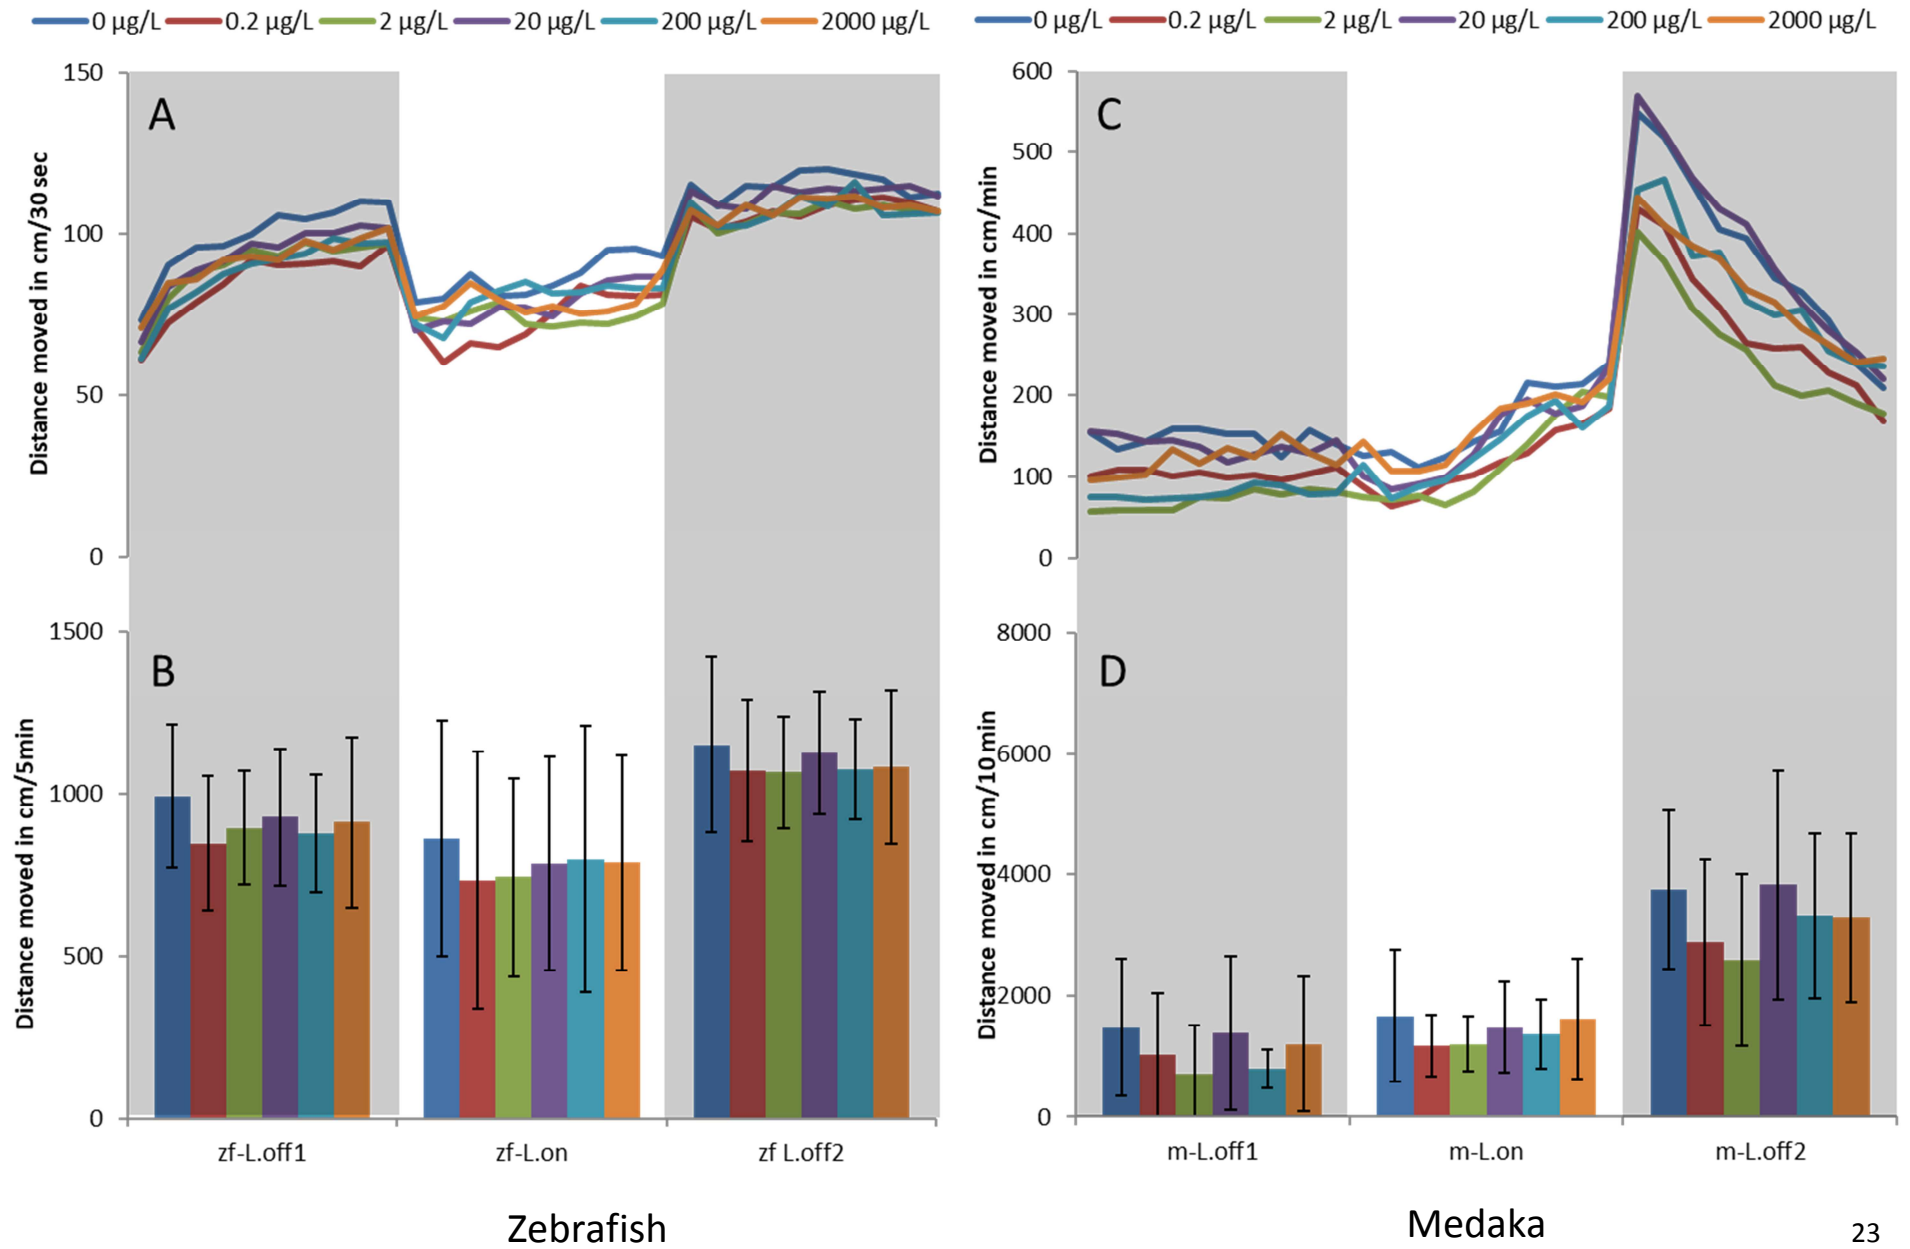 0 µg/L 0.2 µg/L 2 µg/L 20 µg/L 200 µg/L 2000 µg/L
0 µg/L 0.2 µg/L 2 µg/L 20 µg/L 200 µg/L 2000 µg/L
A
Distance moved in cm/30 sec
150
100
50
0
B
Distance moved in cm/5min
1500
1000
500
0
zf-L.off1 zf-L.on zf L.off2
Zebrafish
C
Distance moved in cm/min
600
500
400
300
200
100
0
D
Distance moved in cm/10min
8000
6000
4000
2000
0
m-L.off1 m-L.on m-L.off2
Medaka
23